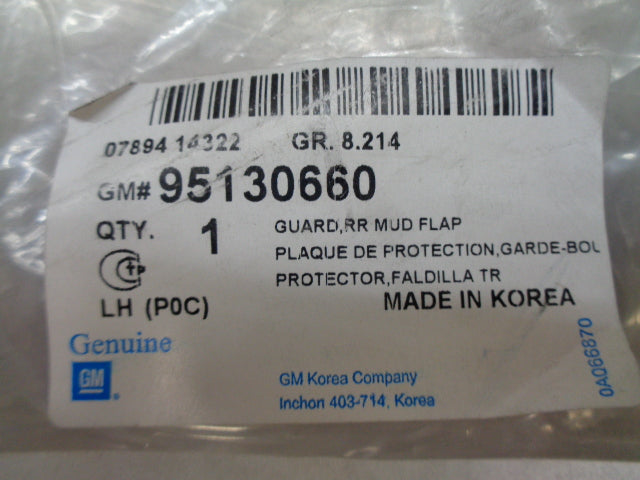 07894 14322 GR. 8.214
GM# 95130660
QTY. 1
GUARD,RR MUD FLAP
PLAQUE DE PROTECTION,GARDE-BOU
PROTECTOR,FALDILLA TR
LH (P0C)
MADE IN KOREA
Genuine
GM
GM Korea Company
Inchon 403-714, Korea
0A066870